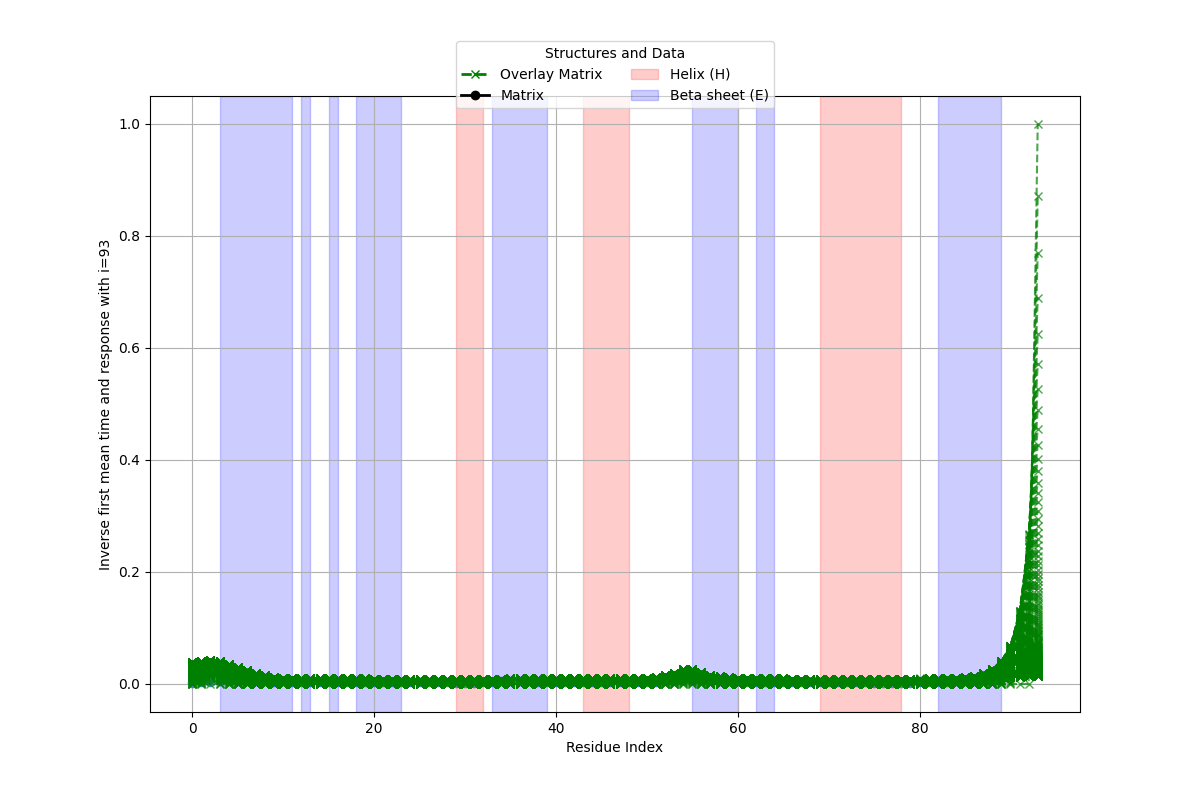 Structures and Data
Overlay Matrix
Matrix
Helix (H)
Beta sheet (E)
Inverse first mean time and response with i=93
1.0
0.8
0.6
0.4
0.2
0.0
0 20 40 60 80
Residue Index